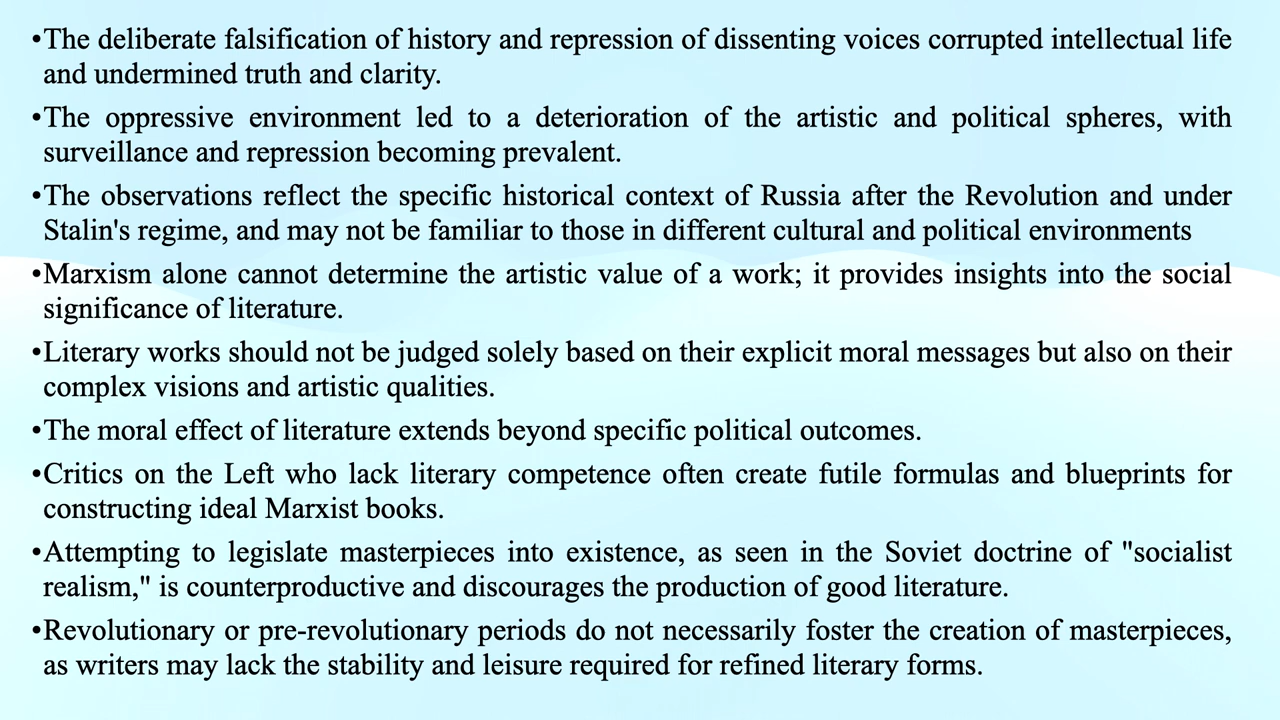 •The deliberate falsification of history and repression of dissenting voices corrupted intellectual life
and undermined truth and clarity.
•The oppressive environment led to a deterioration of the artistic and political spheres, with
surveillance and repression becoming prevalent.
•The observations reflect the specific historical context of Russia after the Revolution and under
Stalin's regime, and may not be familiar to those in different cultural and political environments
•Marxism alone cannot determine the artistic value of a work; it provides insights into the social
significance of literature.
•Literary works should not be judged solely based on their explicit moral messages but also on their
complex visions and artistic qualities.
•The moral effect of literature extends beyond specific political outcomes.
•Critics on the Left who lack literary competence often create futile formulas and blueprints for
constructing ideal Marxist books.
•Attempting to legislate masterpieces into existence, as seen in the Soviet doctrine of "socialist
realism," is counterproductive and discourages the production of good literature.
•Revolutionary or pre-revolutionary periods do not necessarily foster the creation of masterpieces,
as writers may lack the stability and leisure required for refined literary forms.